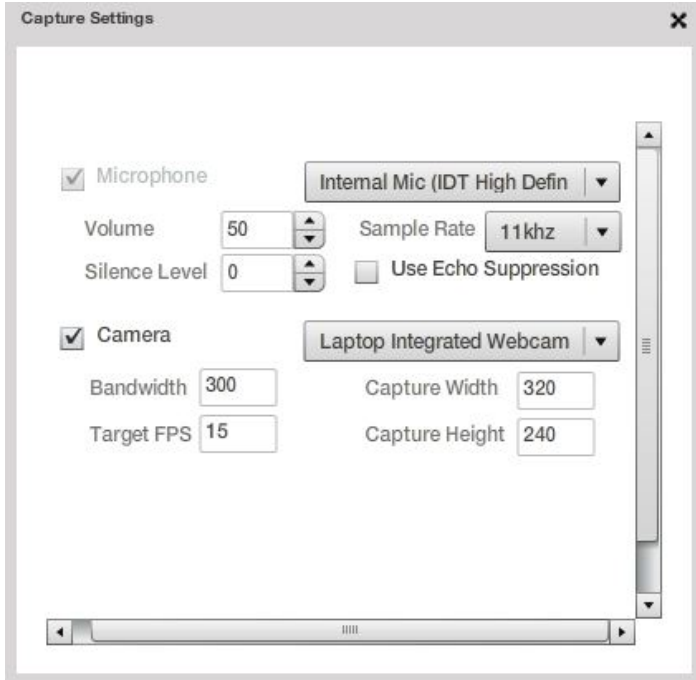 Capture Settings
Microphone Internal Mic (IDT High Defin
Volume 50 Sample Rate 11khz
Silence Level 0 Use Echo Suppression
Camera Laptop Integrated Webcam
Bandwidth 300 Capture Width 320
Target FPS 15 Capture Height 240